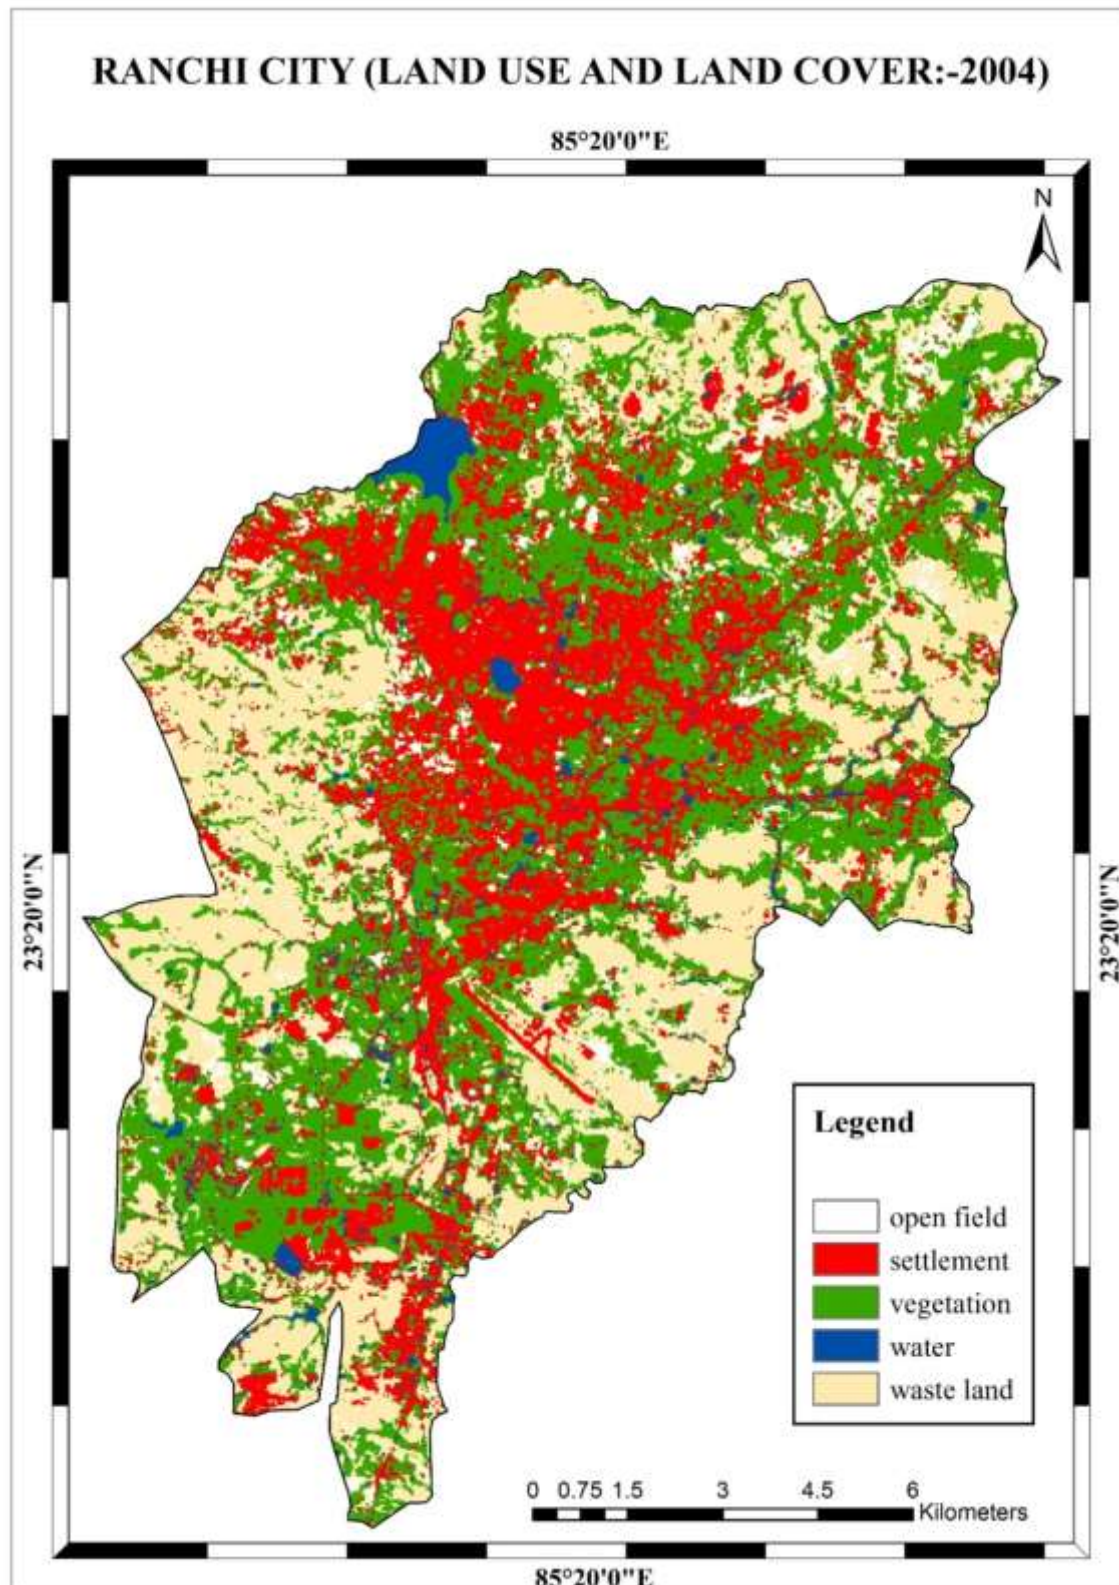 RANCHI CITY (LAND USE AND LAND COVER:-2004)
85°20'0"E
N
23°20'0"N
23°20'0"N
Legend
open field
settlement
vegetation
water
waste land
0 0.75 1.5 3 4.5 6
Kilometers
85°20'0"E